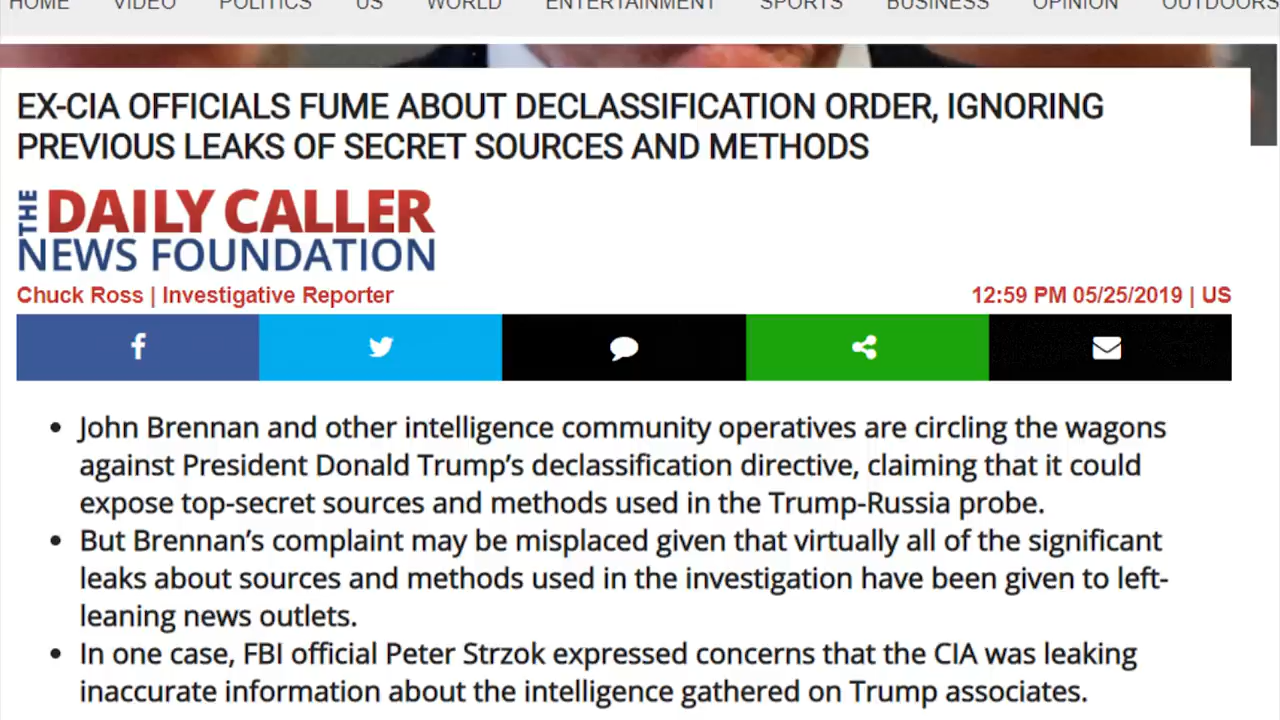 HOME VIDEO POLITICS US WORLD ENTERTAINMENT SPORTS BUSINESS OPINION OUTDOORS
EX-CIA OFFICIALS FUME ABOUT DECLASSIFICATION ORDER, IGNORING
PREVIOUS LEAKS OF SECRET SOURCES AND METHODS
THE DAILY CALLER
NEWS FOUNDATION
Chuck Ross | Investigative Reporter 12:59 PM 05/25/2019 | US
• John Brennan and other intelligence community operatives are circling the wagons
against President Donald Trump’s declassification directive, claiming that it could
expose top-secret sources and methods used in the Trump-Russia probe.
• But Brennan’s complaint may be misplaced given that virtually all of the significant
leaks about sources and methods used in the investigation have been given to left-
leaning news outlets.
• In one case, FBI official Peter Strzok expressed concerns that the CIA was leaking
inaccurate information about the intelligence gathered on Trump associates.